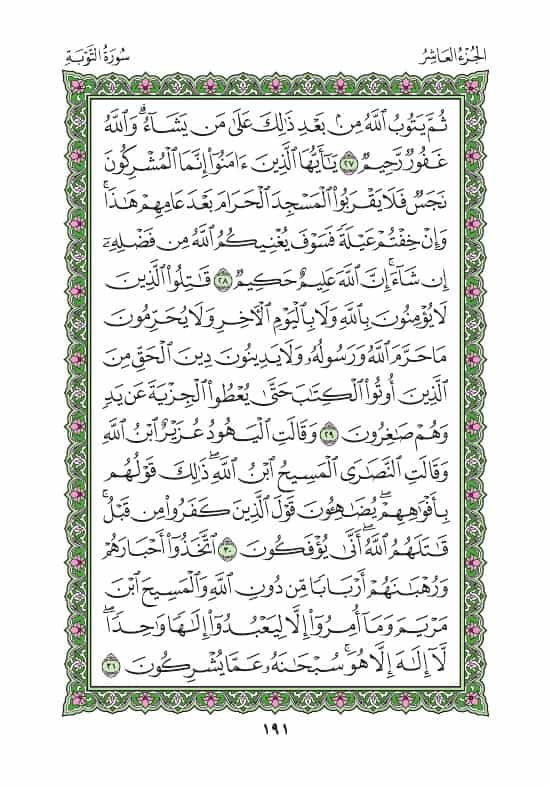 الجُزْءُ العَاشِرُ
سُورَةُ التَّوْبَةِ
ثُمَّ يَتُوبُ ٱللَّهُ مِنۢ بَعْدِ ذَٰلِكَ عَلَىٰ مَن يَشَآءُۗ وَٱللَّهُ
غَفُورٌ رَّحِيمٌ ٢٧ يَٰٓأَيُّهَا ٱلَّذِينَ ءَامَنُوٓا۟ إِنَّمَا ٱلْمُشْرِكُونَ
نَجَسٌ فَلَا يَقْرَبُوا۟ ٱلْمَسْجِدَ ٱلْحَرَامَ بَعْدَ عَامِهِمْ هَٰذَاۚ
وَإِنْ خِفْتُمْ عَيْلَةً فَسَوْفَ يُغْنِيكُمُ ٱللَّهُ مِن فَضْلِهِۦٓ
إِن شَآءَۚ إِنَّ ٱللَّهَ عَلِيمٌ حَكِيمٌ ٢٨ قَٰتِلُوا۟ ٱلَّذِينَ
لَا يُؤْمِنُونَ بِٱللَّهِ وَلَا بِٱلْيَوْمِ ٱلْءَاخِرِ وَلَا يُحَرِّمُونَ
مَا حَرَّمَ ٱللَّهُ وَرَسُولُهُۥ وَلَا يَدِينُونَ دِينَ ٱلْحَقِّ مِنَ
ٱلَّذِينَ أُوتُوا۟ ٱلْكِتَٰبَ حَتَّىٰ يُعْطُوا۟ ٱلْجِزْيَةَ عَن يَدٍ
وَهُمْ صَٰغِرُونَ ٢٩ وَقَالَتِ ٱلْيَهُودُ عُزَيْرٌ ٱبْنُ ٱللَّهِ
وَقَالَتِ ٱلنَّصَٰرَى ٱلْمَسِيحُ ٱبْنُ ٱللَّهِۖ ذَٰلِكَ قَوْلُهُم
بِأَفْوَٰهِهِمْۖ يُضَٰهِـُٔونَ قَوْلَ ٱلَّذِينَ كَفَرُوا۟ مِن قَبْلُۚ
قَٰتَلَهُمُ ٱللَّهُۖ أَنَّىٰ يُؤْفَكُونَ ٣٠ ٱتَّخَذُوٓا۟ أَحْبَارَهُمْ
وَرُهْبَٰنَهُمْ أَرْبَابًا مِّن دُونِ ٱللَّهِ وَٱلْمَسِيحَ ٱبْنَ
مَرْيَمَ وَمَآ أُمِرُوٓا۟ إِلَّا لِيَعْبُدُوٓا۟ إِلَٰهًا وَٰحِدًاۖ
لَّآ إِلَٰهَ إِلَّا هُوَۚ سُبْحَٰنَهُۥ عَمَّا يُشْرِكُونَ ٣١
١٩١